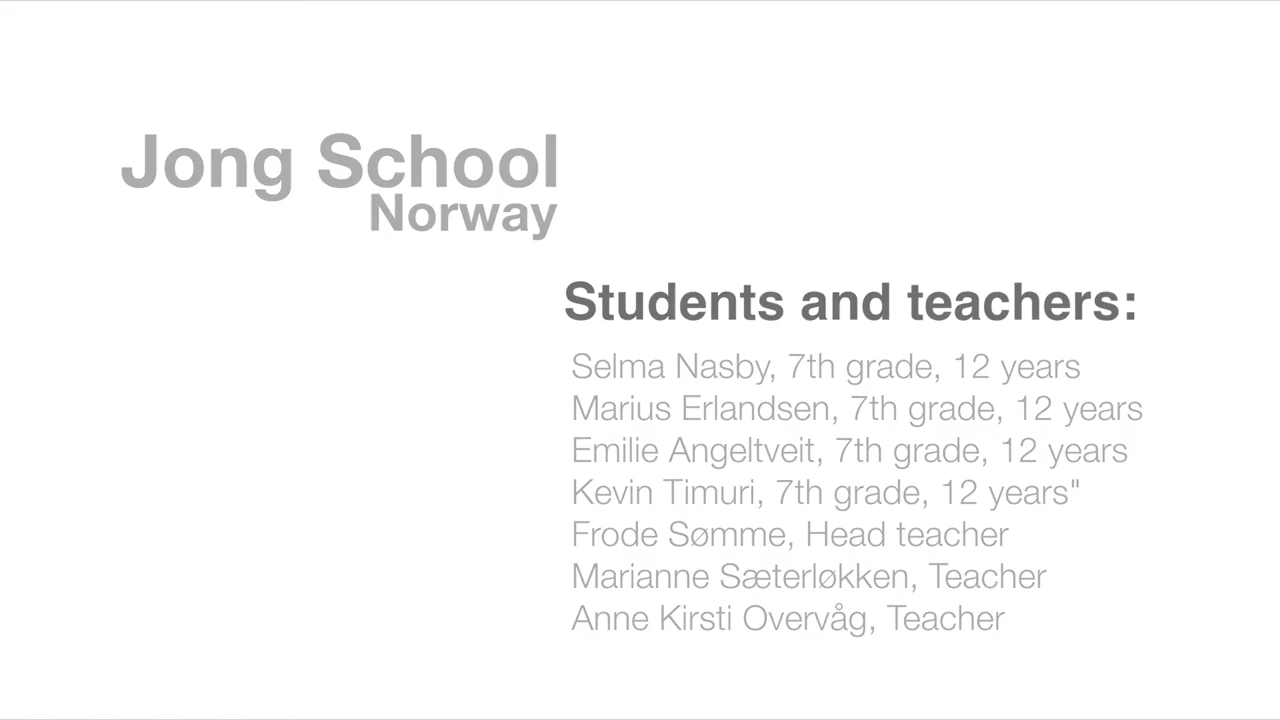 Jong School
Norway
Students and teachers:
Selma Nasby, 7th grade, 12 years
Marius Erlandsen, 7th grade, 12 years
Emilie Angeltveit, 7th grade, 12 years
Kevin Timuri, 7th grade, 12 years"
Frode Sømme, Head teacher
Marianne Sæterløkken, Teacher
Anne Kirsti Overvåg, Teacher